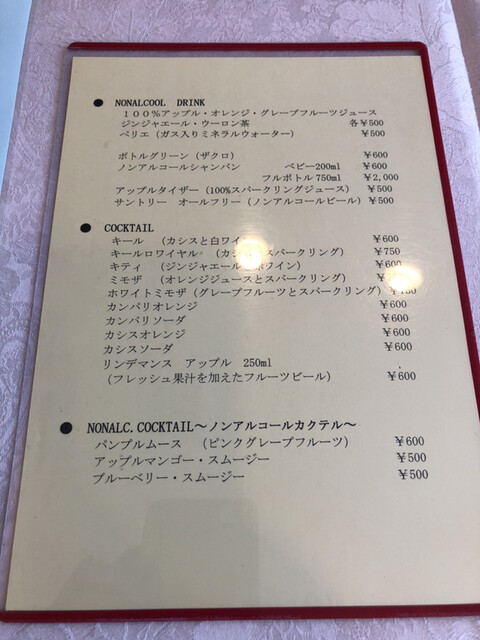 ● NONALCOOL DRINK
１００％アップル・オレンジ・グレープフルーツジュース
ジンジャエール・ウーロン茶 各￥500
ペリエ（ガス入りミネラルウォーター） ￥500
ボトルグリーン（ザクロ） ￥600
ノンアルコールシャンパン ベビー200ml ￥600
フルボトル 750ml ￥2,000
アップルタイザー（100%スパークリングジュース） ￥500
サントリー オールフリー（ノンアルコールビール）￥500
● COCKTAIL
キール （カシスと白ワイ ￥600
キールロワイヤル （カ スパークリング） ￥750
キティ （ジンジャエール ワイン） ￥600
ミモザ （オレンジジュースとスパークリング）
ホワイトミモザ（グレープフルーツとスパークリング）
カンパリオレンジ ￥600
カンパリソーダ ￥600
カシスオレンジ ￥600
カシスソーダ ￥600
リンデマンス アップル 250ml
（フレッシュ果汁を加えたフルーツビール） ￥600
● NONALC.COCKTAIL～ノンアルコールカクテル～
パンプルムース （ピンクグレープフルーツ） ￥600
アップルマンゴー・スムージー ￥500
ブルーベリー・スムージー ￥500